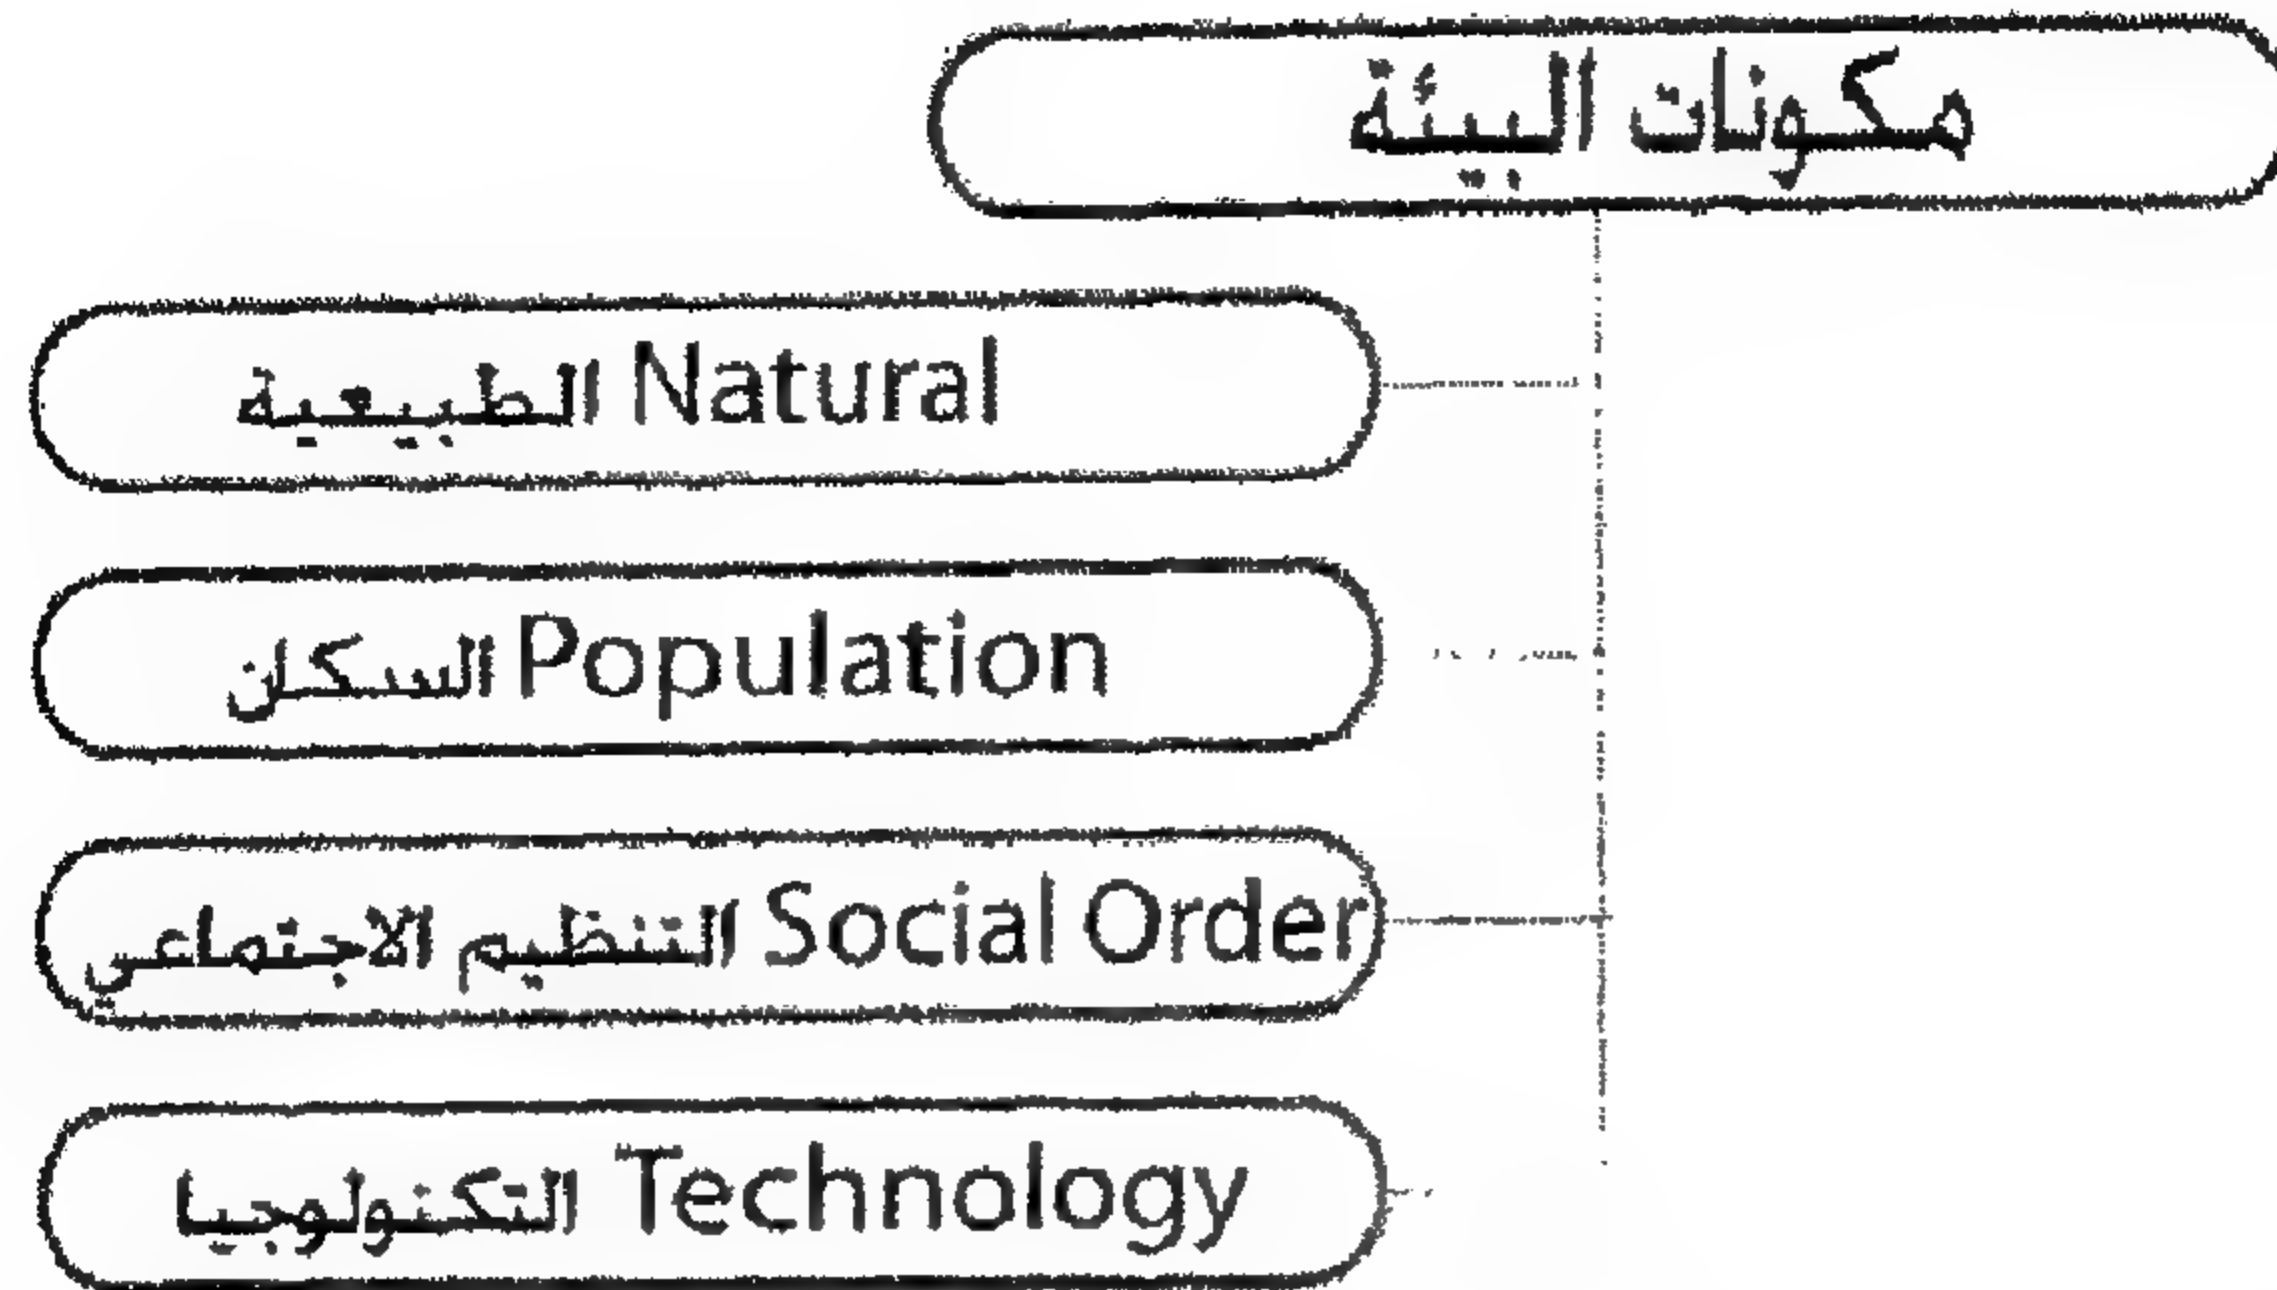 مكونات البيئة
الطبيعية Natural
السكان Population
التنظيم الاجتماعي Social Order
التكنولوجيا Technology